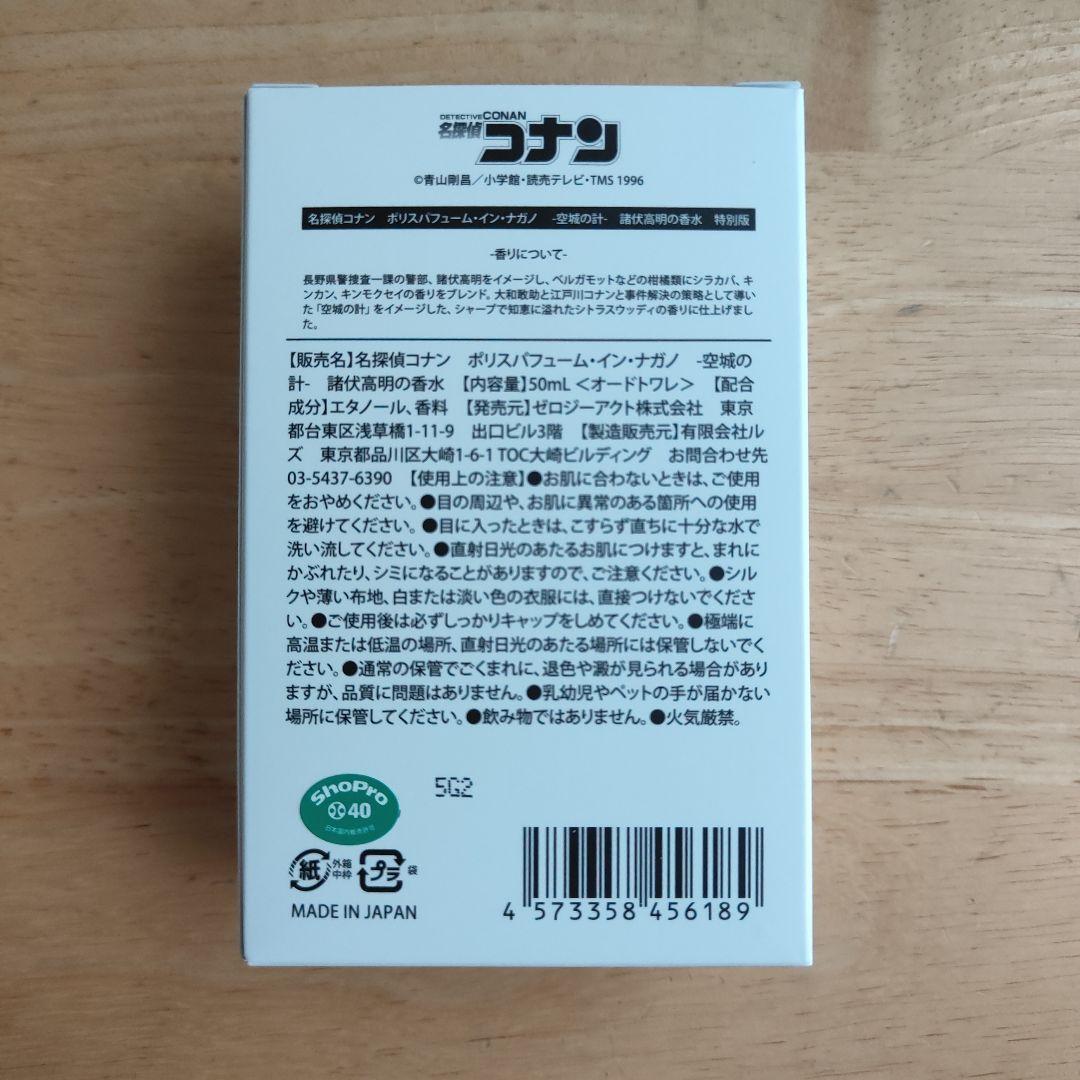 DETECTIVE CONAN
名探偵コナン
©青山剛昌／小学館・読売テレビ・TMS 1996
名探偵コナン　ポリスパフューム・イン・ナガノ　-空城の計-　諸伏高明の香水　特別版
-香りについて-
長野県警捜査一課の警部、諸伏高明をイメージし、ベルガモットなどの柑橘類にシラカバ、キ
ンカン、キンモクセイの香りをブレンド。大和敢助と江戸川コナンと事件解決の策略として導い
た「空城の計」をイメージした、シャープで知恵に溢れたシトラスウッディの香りに仕上げまし
た。
【販売名】名探偵コナン　ポリスパフューム・イン・ナガノ　-空城の
計-　諸伏高明の香水　【内容量】50mL ＜オードトワレ＞　【配合
成分】エタノール、香料　【発売元】ゼロジーアクト株式会社　東京
都台東区浅草橋1-11-9　出口ビル3階　【製造販売元】有限会社ル
ズ　東京都品川区大崎1-6-1 TOC大崎ビルディング　お問合わせ先
03-5437-6390　【使用上の注意】●お肌に合わないときは、ご使用
をおやめください。●目の周辺や、お肌に異常のある箇所への使用
を避けてください。●目に入ったときは、こすらず直ちに十分な水で
洗い流してください。●直射日光のあたるお肌につけますと、まれに
かぶれたり、シミになることがありますので、ご注意ください。●シル
クや薄い布地、白または淡い色の衣服には、直接つけないでくださ
い。●ご使用後は必ずしっかりキャップをしめてください。●極端に
高温または低温の場所、直射日光のあたる場所には保管しないでく
ださい。●通常の保管でごくまれに、退色や澱が見られる場合があり
ますが、品質に問題はありません。●乳幼児やペットの手が届かない
場所に保管してください。●飲み物ではありません。●火気厳禁。
5G2
ShoPro
40
日本国内販売許可
紙 外箱 中枠 プラ 袋
MADE IN JAPAN
4 573358 456189